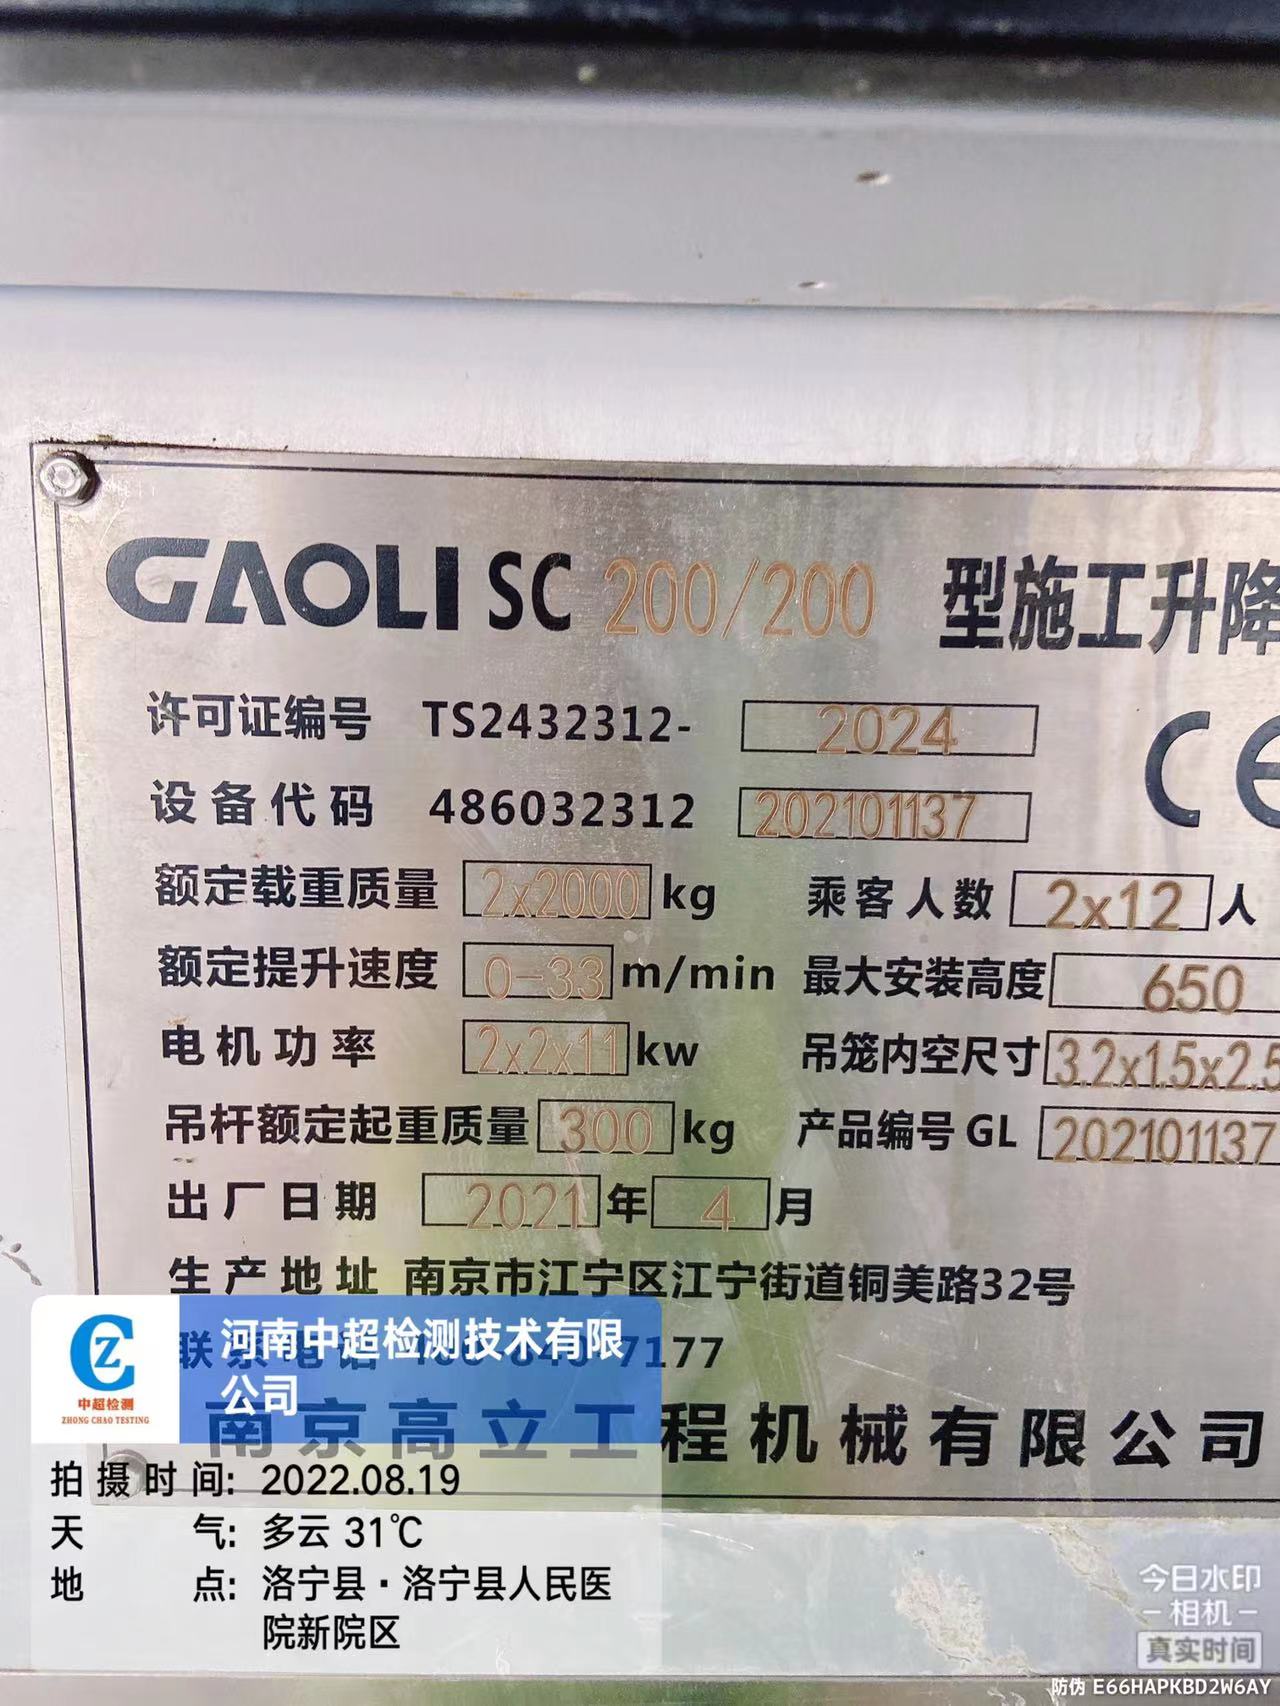 GAOLI SC 200/200 型施工升降
许可证编号 TS2432312- 2024
CE
设备代码 486032312 202101137
额定载重质量 2x2000 kg 乘客人数 2x12 人
额定提升速度 0-33 m/min 最大安装高度 650
电机功率 2x2x11 kw 吊笼内空尺寸 3.2x1.5x2.5
吊杆额定起重质量 300 kg 产品编号 GL 202101137
出厂日期 2021 年 4 月
生产地址 南京市江宁区江宁街道铜美路32号
联系电话 7177
南京高立工程机械有限公司
CZ
中超检测
ZHONG CHAO TESTING
河南中超检测技术有限
公司
拍摄时间: 2022.08.19
天气: 多云 31℃
地点: 洛宁县·洛宁县人民医
院新院区
今日水印
-相机-
真实时间
防伪 E66HAPKBD2W6AY